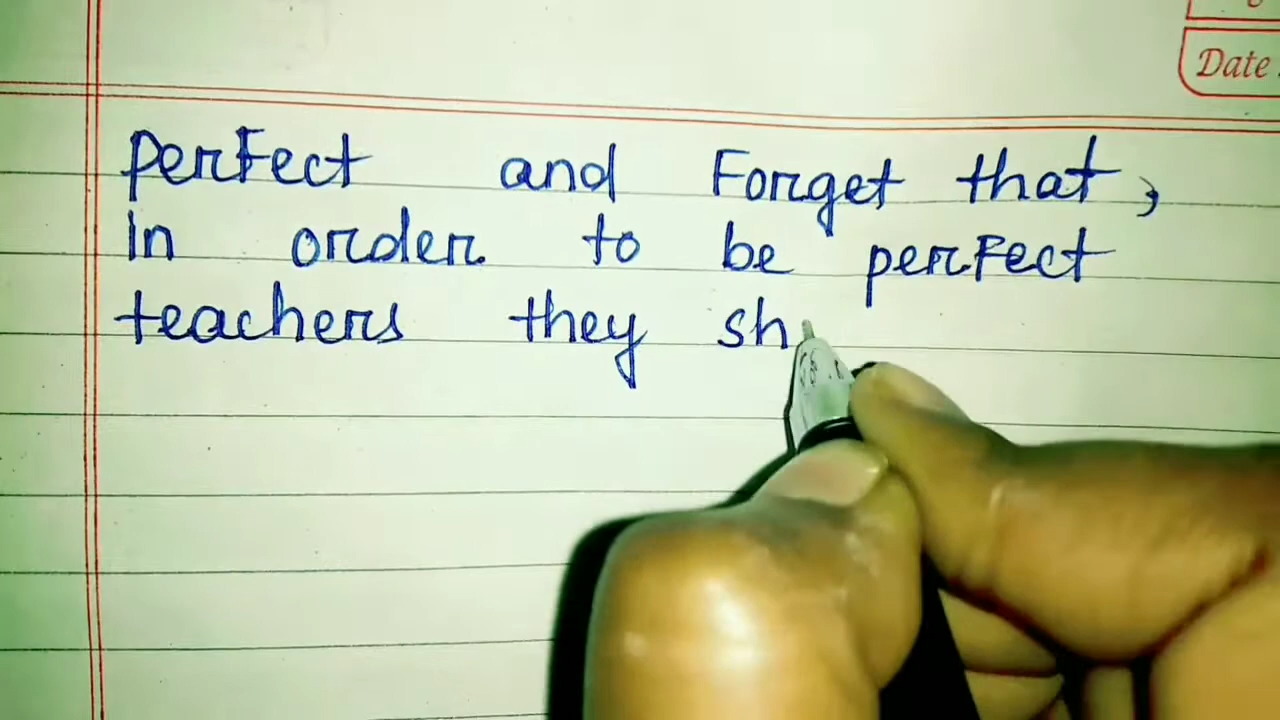 Date
perfect and Forget that,
in order to be perfect
teachers they sh